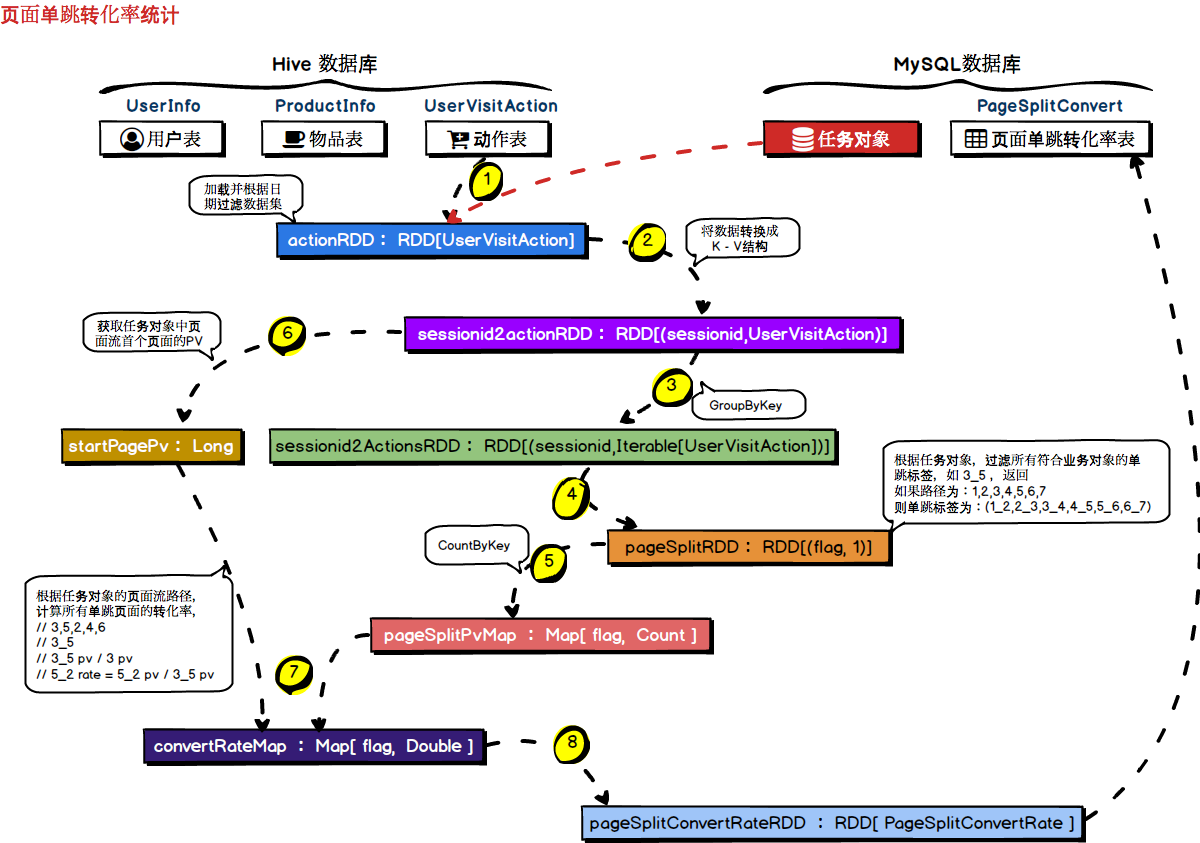 页面单跳转化率统计
Hive 数据库
MySQL数据库
UserInfo
ProductInfo
UserVisitAction
PageSplitConvert
用户表
物品表
动作表
任务对象
页面单跳转化率表
1
加载并根据日
期过滤数据集
actionRDD : RDD[UserVisitAction]
2
将数据转换成
K - V结构
获取任务对象中页
面流首个页面的PV
6
sessionid2actionRDD : RDD[(sessionid,UserVisitAction)]
3
GroupByKey
startPagePv : Long
sessionid2ActionsRDD : RDD[(sessionid,Iterable[UserVisitAction])]
根据任务对象，过滤所有符合业务对象的单
跳标签，如 3_5 ，返回
如果路径为：1,2,3,4,5,6,7
则单跳标签为：(1_2,2_3,3_4,4_5,5_6,6_7)
4
CountByKey
5
pageSplitRDD : RDD[(flag, 1)]
根据任务对象的页面流路径，
计算所有单跳页面的转化率，
// 3,5,2,4,6
// 3_5
// 3_5 pv / 3 pv
// 5_2 rate = 5_2 pv / 3_5 pv
pageSplitPvMap : Map[ flag, Count ]
7
convertRateMap : Map[ flag, Double ]
8
pageSplitConvertRateRDD : RDD[ PageSplitConvertRate ]